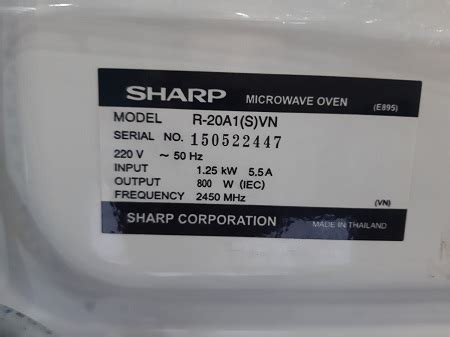 SHARP MICROWAVE OVEN (E895)
MODEL R-20A1(S)VN
SERIAL NO. 150522447
220 V ~ 50 Hz
INPUT 1.25 kW 5.5 A
OUTPUT 800 W (IEC)
FREQUENCY 2450 MHz
(VN)
SHARP CORPORATION MADE IN THAILAND